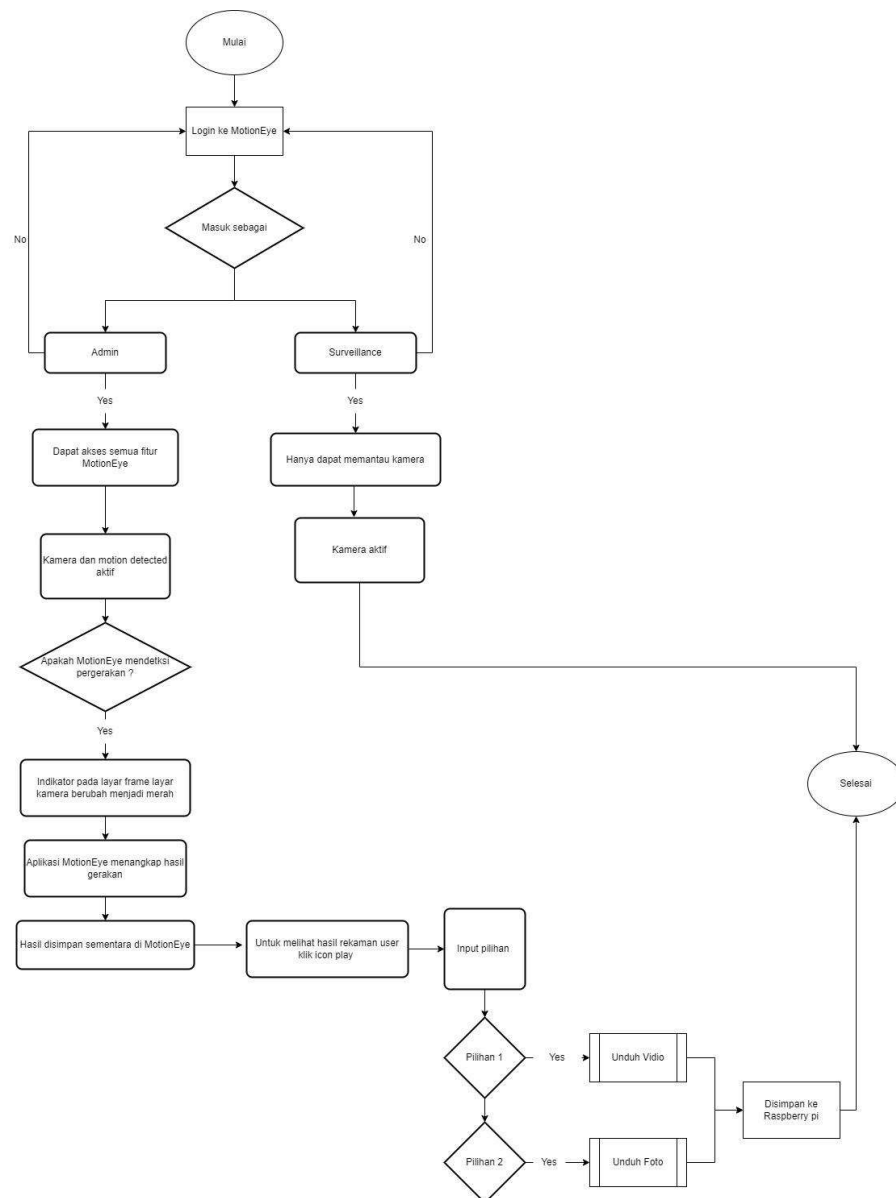 Mulai
Login ke MotionEye
Masuk sebagai
No
No
Admin
Surveillance
Yes
Yes
Dapat akses semua fitur
MotionEye
Hanya dapat memantau kamera
Kamera dan motion detected
aktif
Kamera aktif
Apakah MotionEye mendetksi
pergerakan ?
Yes
Indikator pada layar frame layar
kamera berubah menjadi merah
Selesai
Aplikasi MotionEye menangkap hasil
gerakan
Hasil disimpan sementara di MotionEye
Untuk melihat hasil rekaman user
klik icon play
Input pilihan
Pilihan 1
Yes
Unduh Vidio
Disimpan ke
Raspberry pi
Pilihan 2
Yes
Unduh Foto